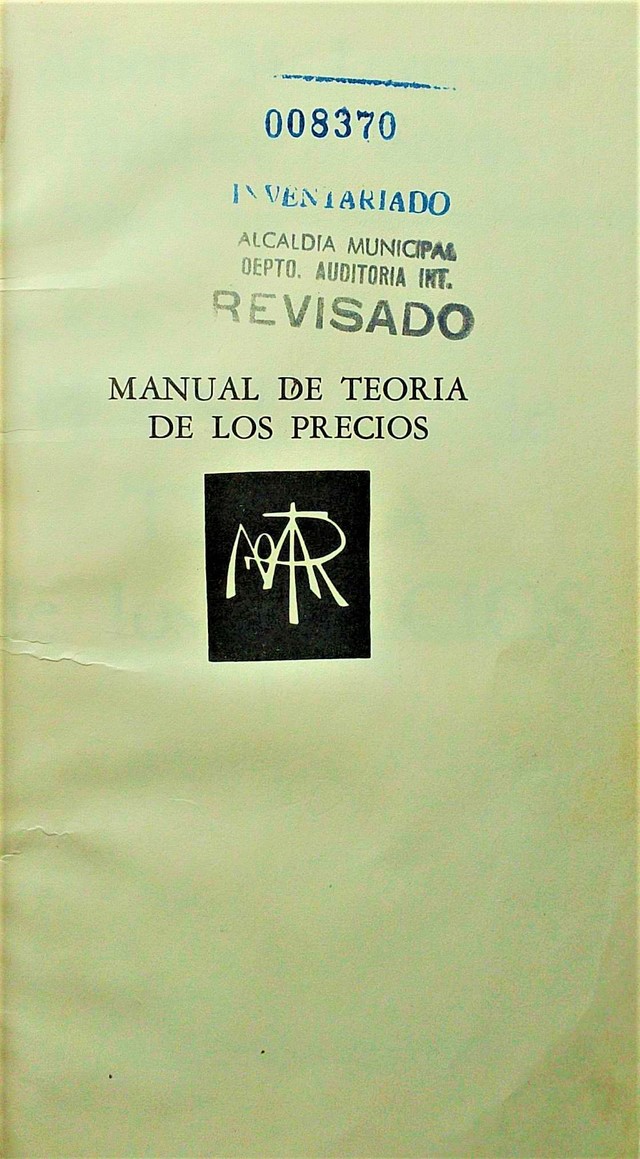 008370
INVENTARIADO
ALCALDIA MUNICIPAL
DEPTO. AUDITORIA INT.
REVISADO
MANUAL DE TEORIA
DE LOS PRECIOS